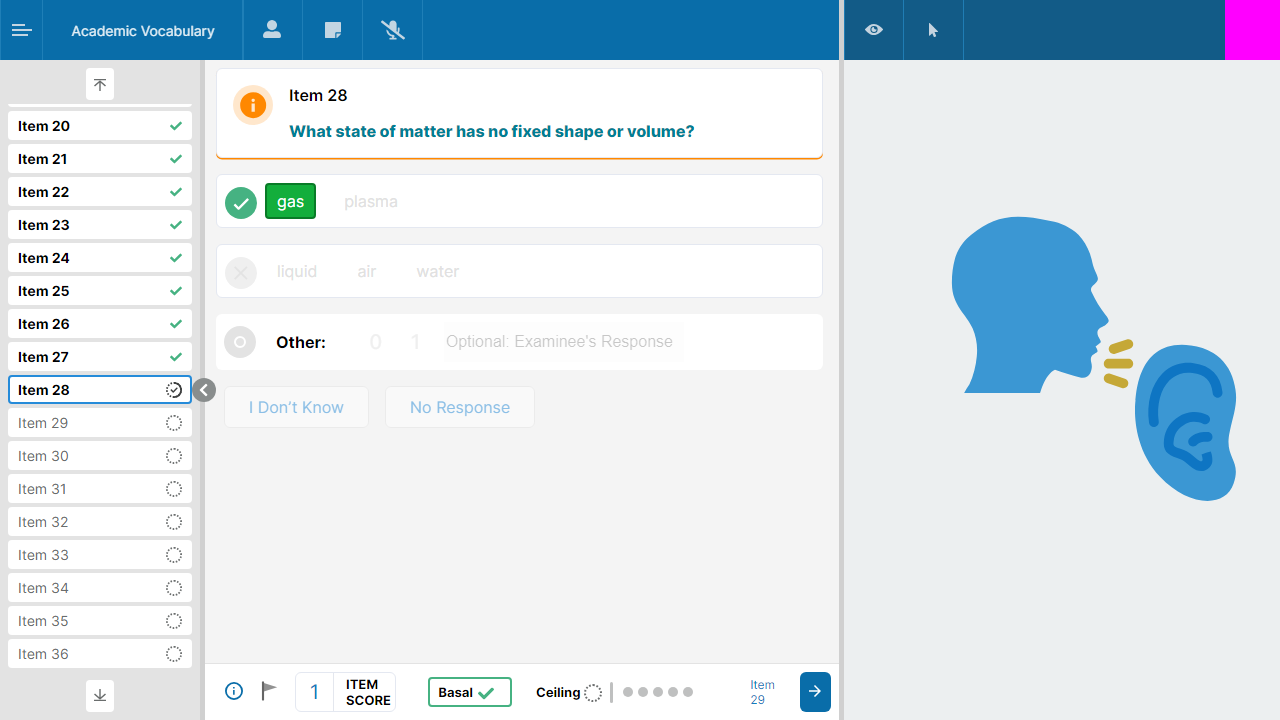 Academic Vocabulary
Item 20
Item 21
Item 22
Item 23
Item 24
Item 25
Item 26
Item 27
Item 28
Item 29
Item 30
Item 31
Item 32
Item 33
Item 34
Item 35
Item 36
Item 28
What state of matter has no fixed shape or volume?
gas plasma
liquid air water
Other: 0 1 Optional: Examinee's Response
I Don't Know No Response
1 ITEM
SCORE
Basal
Ceiling
Item
29